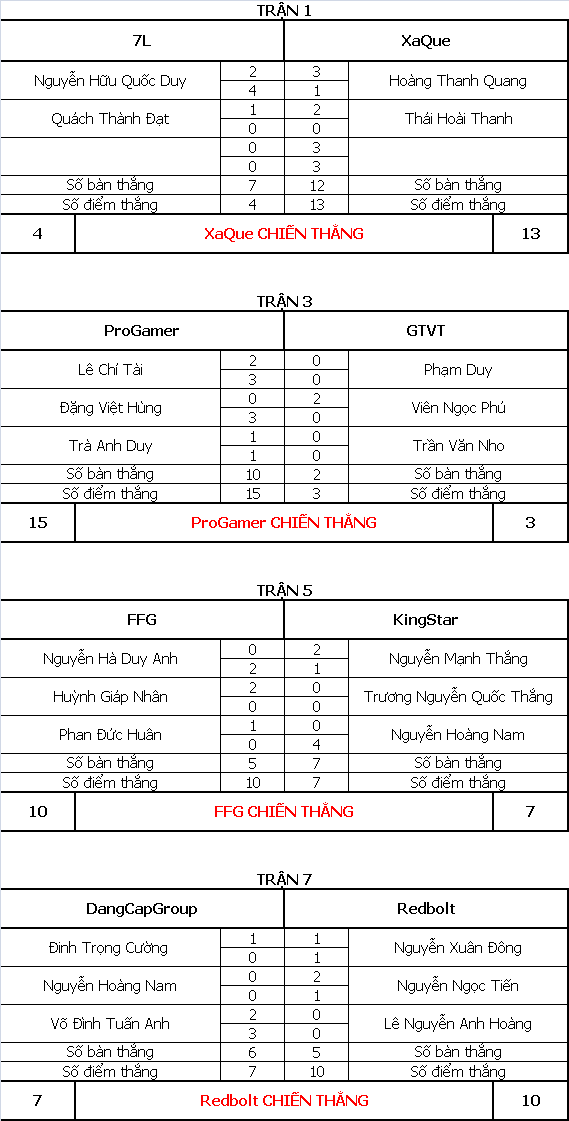 TRẬN 1
7L XaQue
Nguyễn Hữu Quốc Duy 2 3 Hoàng Thanh Quang
4 1
Quách Thành Đạt 1 2 Thái Hoài Thanh
0 0
0 3
0 3
Số bàn thắng 7 12 Số bàn thắng
Số điểm thắng 4 13 Số điểm thắng
4 XaQue CHIẾN THẮNG 13
TRẬN 3
ProGamer GTVT
Lê Chí Tài 2 0 Phạm Duy
3 0
Đặng Việt Hùng 0 2 Viên Ngọc Phú
3 0
Trà Anh Duy 1 0 Trần Văn Nho
1 0
Số bàn thắng 10 2 Số bàn thắng
Số điểm thắng 15 3 Số điểm thắng
15 ProGamer CHIẾN THẮNG 3
TRẬN 5
FFG KingStar
Nguyễn Hà Duy Anh 0 2 Nguyễn Mạnh Thắng
2 1
Huỳnh Giáp Nhân 2 0 Trương Nguyễn Quốc Thắng
0 0
Phan Đức Huân 1 0 Nguyễn Hoàng Nam
0 4
Số bàn thắng 5 7 Số bàn thắng
Số điểm thắng 10 7 Số điểm thắng
10 FFG CHIẾN THẮNG 7
TRẬN 7
DangCapGroup Redbolt
Đinh Trọng Cường 1 1 Nguyễn Xuân Đông
0 1
Nguyễn Hoàng Nam 0 2 Nguyễn Ngọc Tiến
0 1
Võ Đình Tuấn Anh 2 0 Lê Nguyễn Anh Hoàng
3 0
Số bàn thắng 6 5 Số bàn thắng
Số điểm thắng 7 10 Số điểm thắng
7 Redbolt CHIẾN THẮNG 10